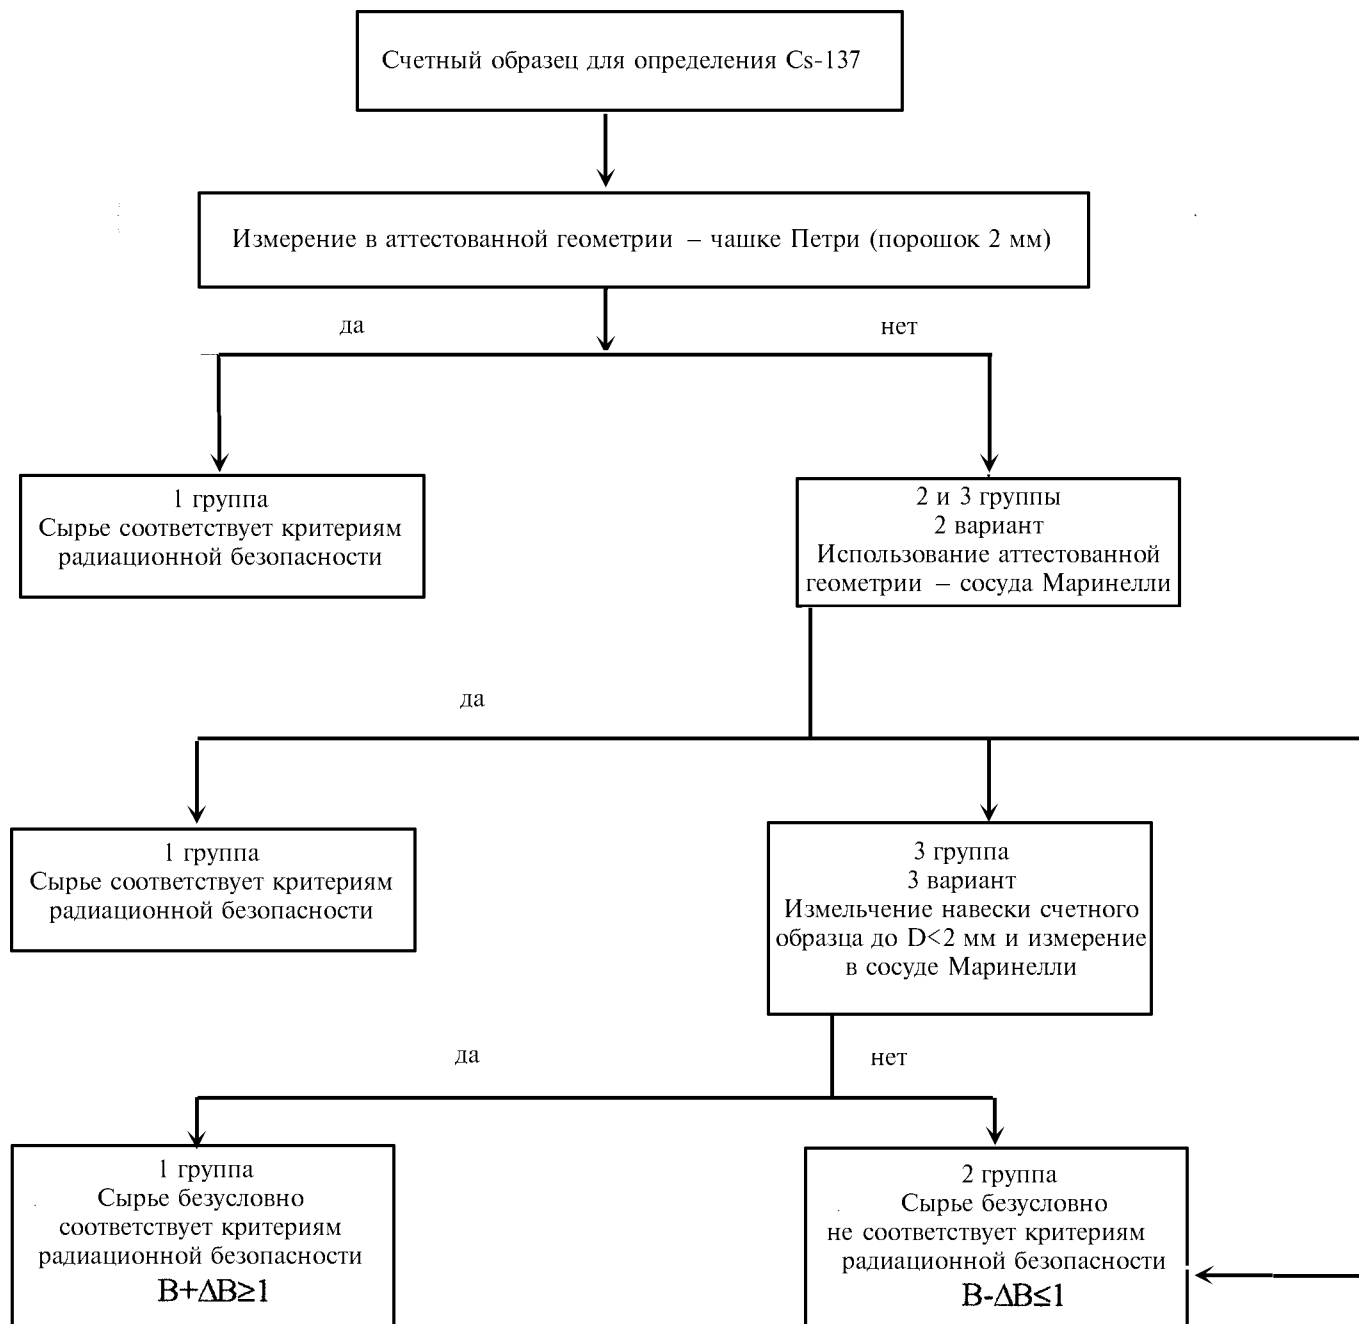 Счетный образец для определения Cs-137
Измерение в аттестованной геометрии – чашке Петри (порошок 2 мм)
да
нет
1 группа
Сырье соответствует критериям
радиационной безопасности
2 и 3 группы
2 вариант
Использование аттестованной
геометрии – сосуда Маринелли
да
1 группа
Сырье соответствует критериям
радиационной безопасности
3 группа
3 вариант
Измельчение навески счетного
образца до D<2 мм и измерение
в сосуде Маринелли
да
нет
1 группа
Сырье безусловно
соответствует критериям
радиационной безопасности
B+ΔB≥1
2 группа
Сырье безусловно
не соответствует критериям
радиационной безопасности
B-ΔB≤1